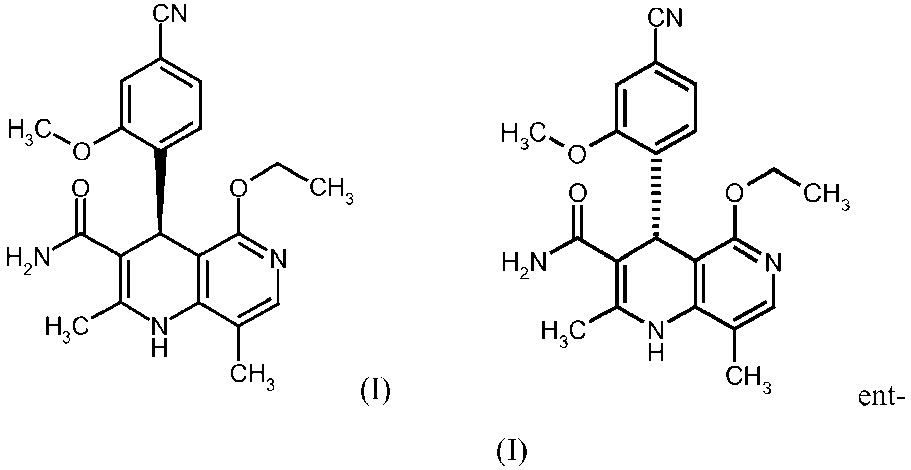 CN
CN
H₃C
O
O
CH₃
H₃C
O
O
CH₃
O
O
H₂N
N
H₂N
N
H₃C
N
H
CH₃
H₃C
N
H
CH₃
(I)
ent-
(I)